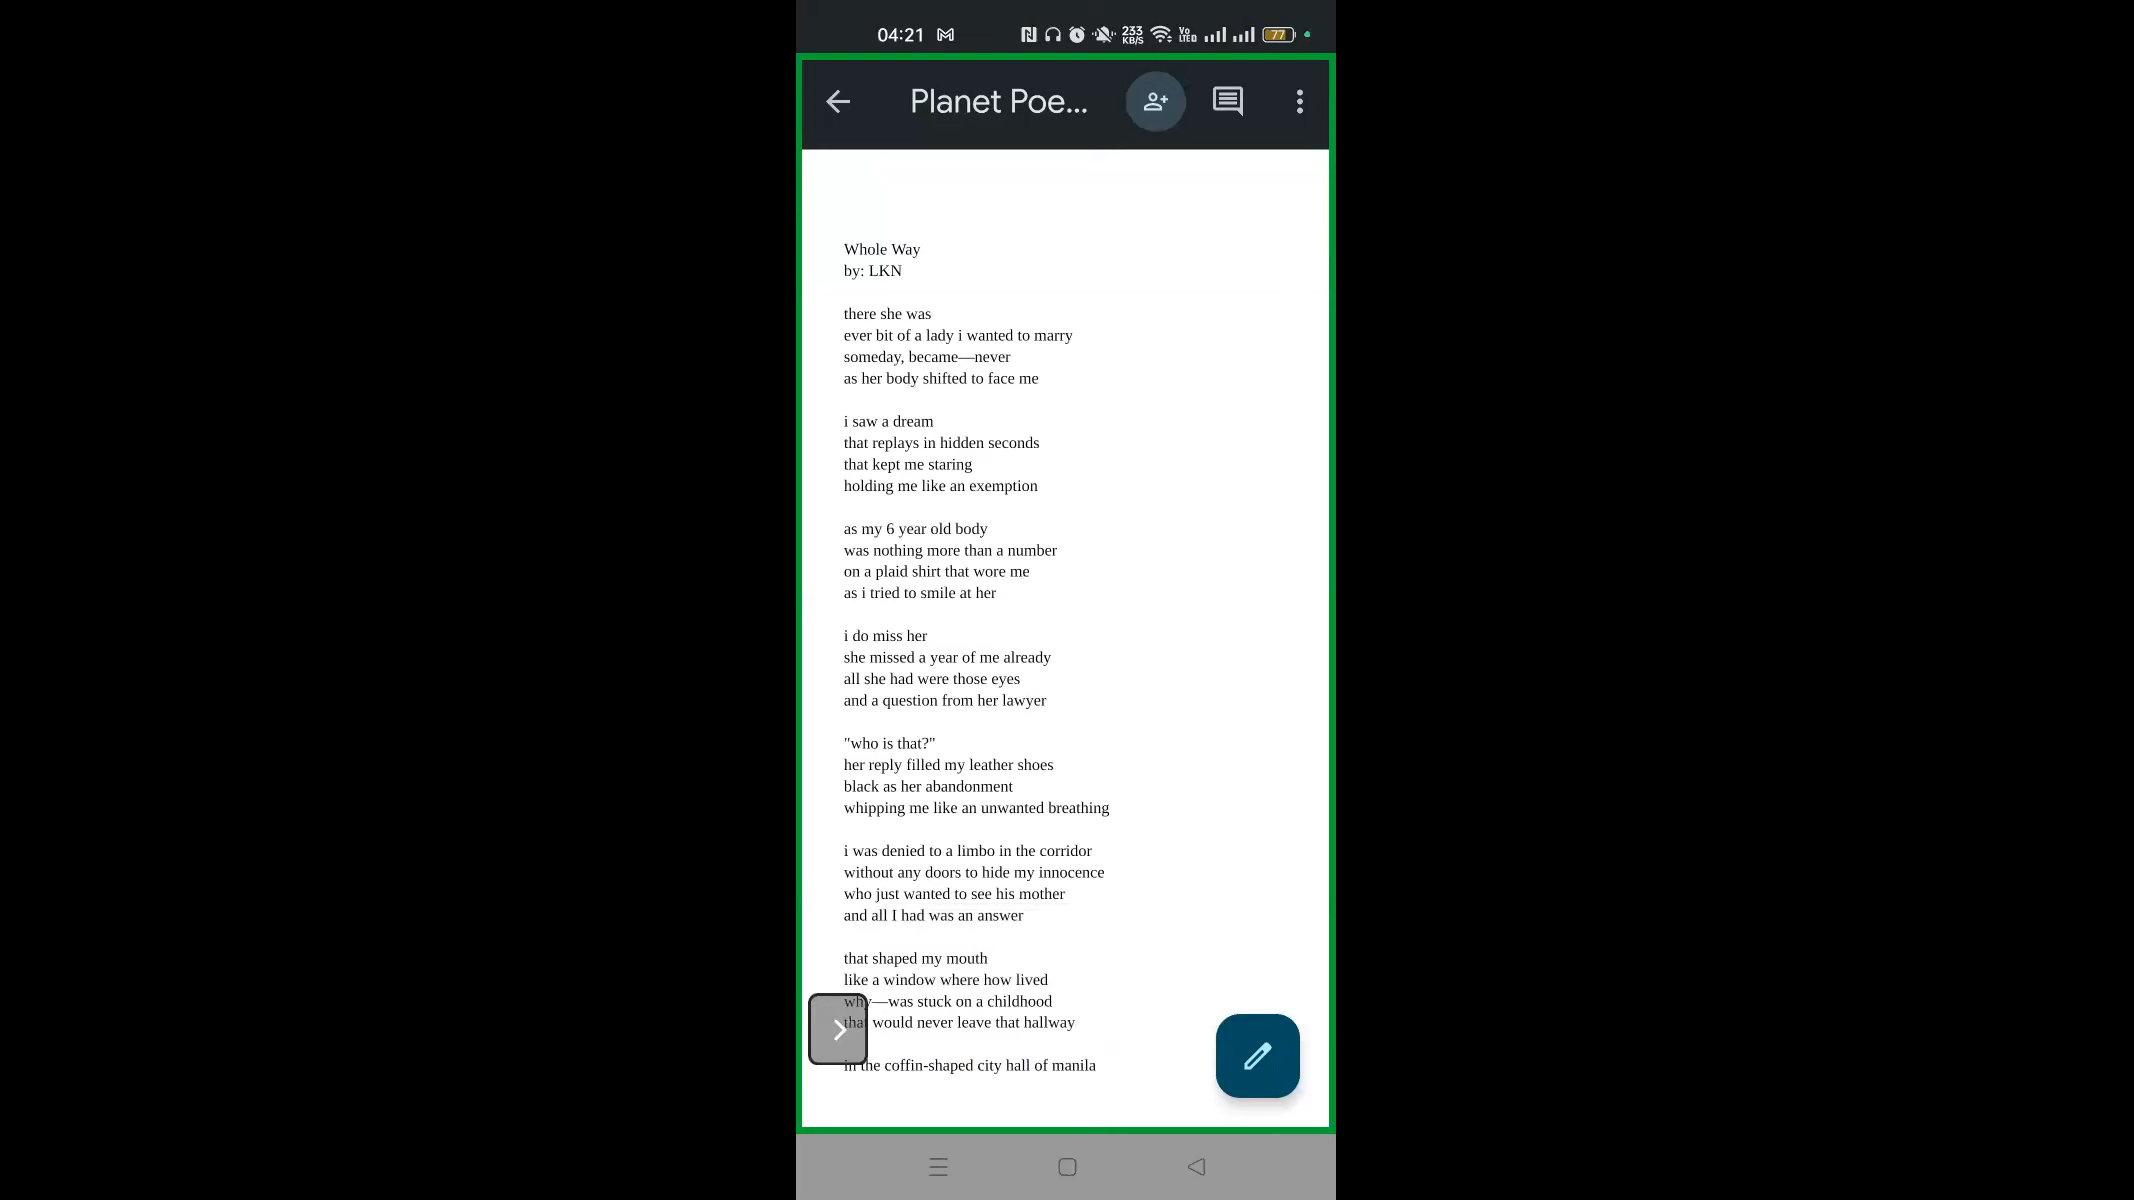 04:21
233
KB/S
Vo
LTED
77
Planet Poe...
Whole Way
by: LKN
there she was
ever bit of a lady i wanted to marry
someday, became—never
as her body shifted to face me
i saw a dream
that replays in hidden seconds
that kept me staring
holding me like an exemption
as my 6 year old body
was nothing more than a number
on a plaid shirt that wore me
as i tried to smile at her
i do miss her
she missed a year of me already
all she had were those eyes
and a question from her lawyer
"who is that?"
her reply filled my leather shoes
black as her abandonment
whipping me like an unwanted breathing
i was denied to a limbo in the corridor
without any doors to hide my innocence
who just wanted to see his mother
and all I had was an answer
that shaped my mouth
like a window where how lived
why—was stuck on a childhood
that would never leave that hallway
in the coffin-shaped city hall of manila